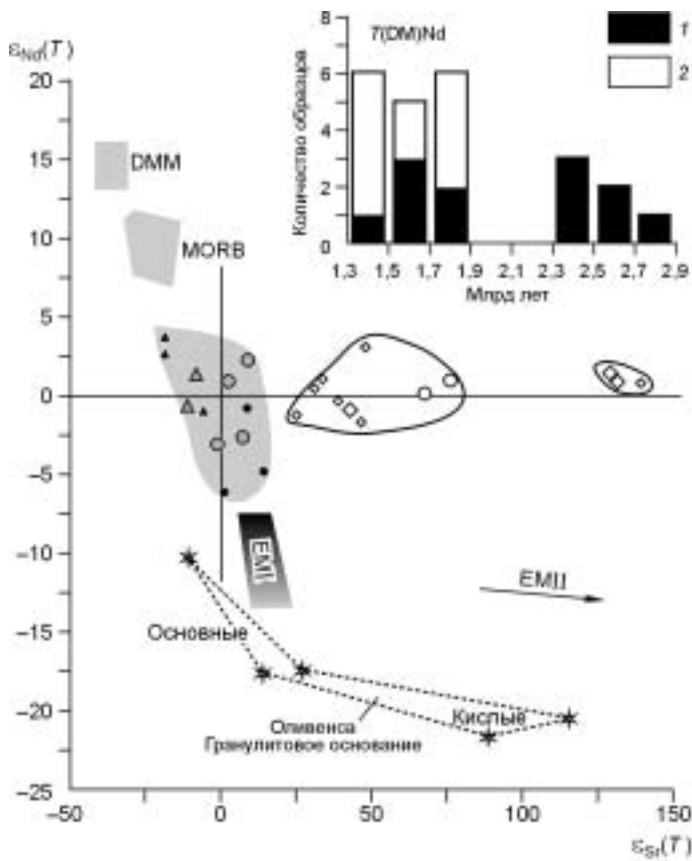 εNd(T)
20
15
10
5
0
–5
–10
–15
–20
–25
–50
0
50
100
150
εSr(T)
DMM
MORB
EMI
EMII
Основные
Кислые
Оливенса
Гранулитовое основание
T(DM)Nd
1
2
Количество образцов
8
6
4
2
0
1,3
1,5
1,7
1,9
2,1
2,3
2,5
2,7
2,9
Млрд лет